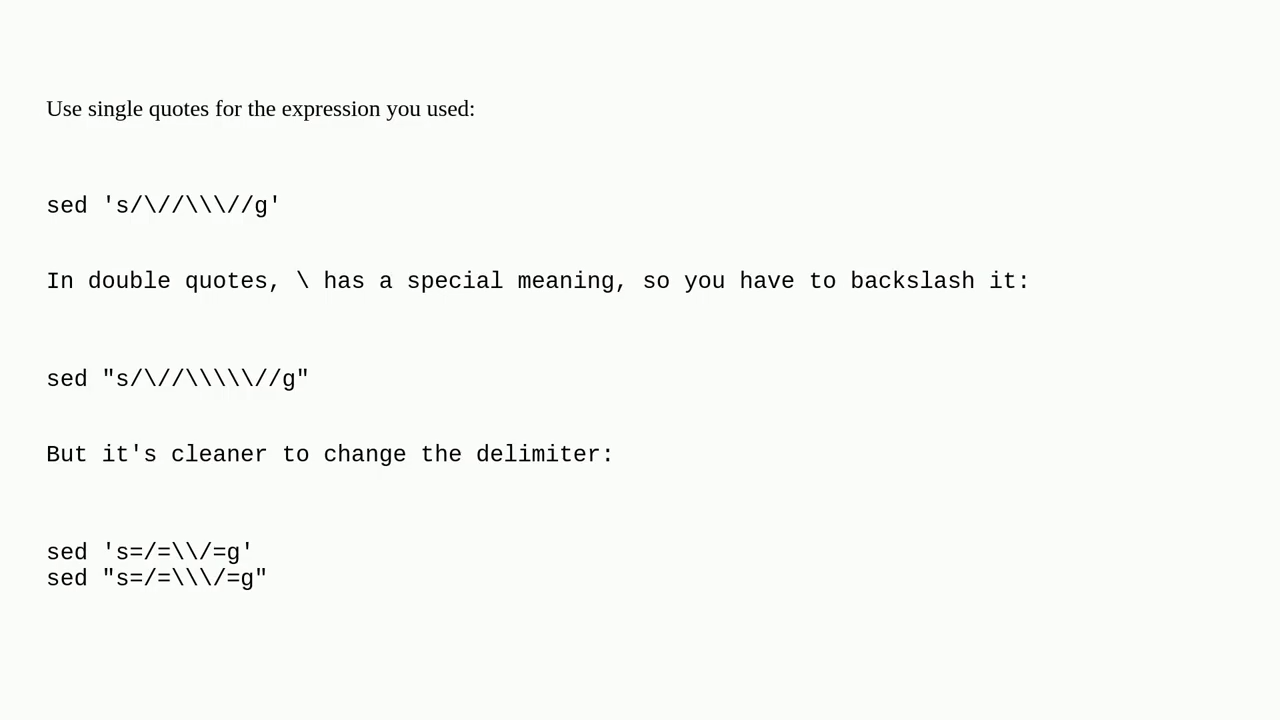 Use single quotes for the expression you used:
sed 's/\//\\\//g'
In double quotes, \ has a special meaning, so you have to backslash it:
sed "s/\//\\\\\//g"
But it's cleaner to change the delimiter:
sed 's=/=\\/=g'
sed "s=/=\\\/=g"